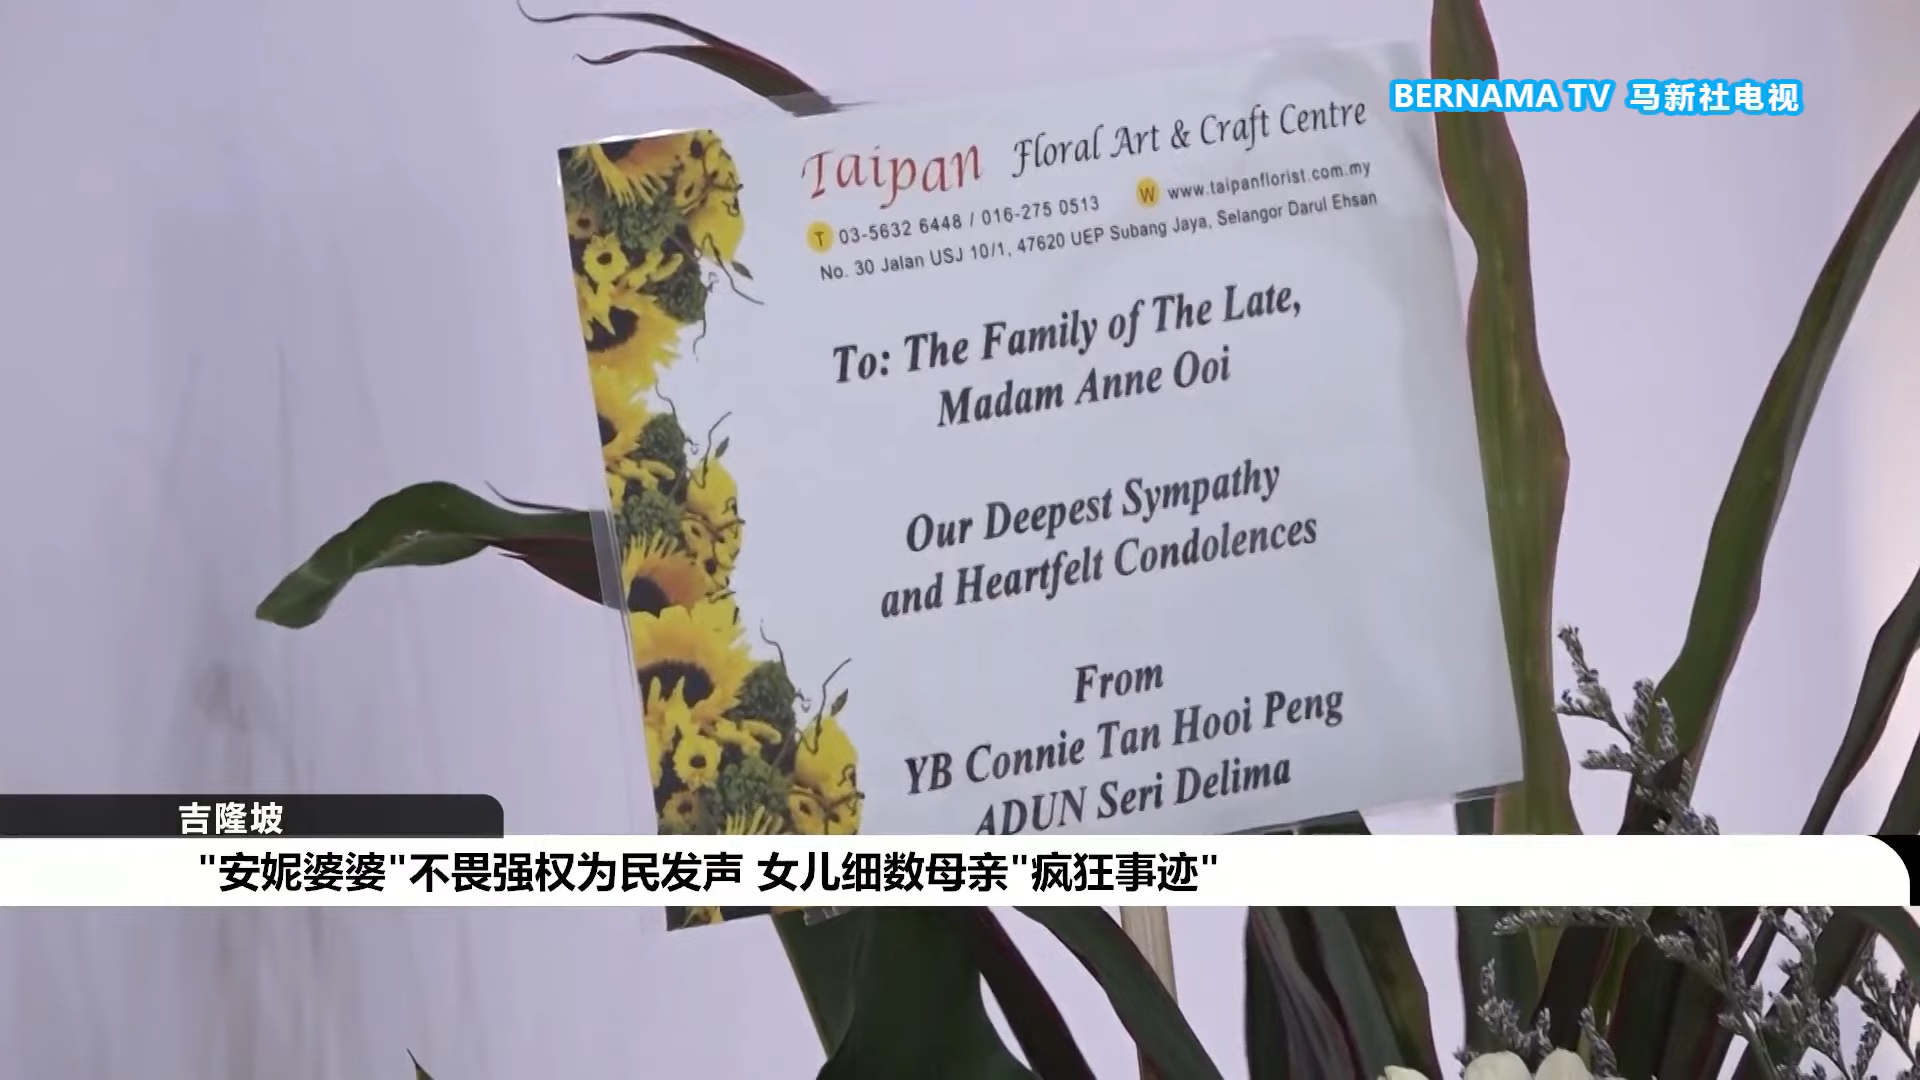 BERNAMA TV 马新社电视
Taipan Floral Art & Craft Centre
T 03-5632 6448 / 016-275 0513 W www.taipanflorist.com.my
No. 30 Jalan USJ 10/1, 47620 UEP Subang Jaya, Selangor Darul Ehsan
To: The Family of The Late,
Madam Anne Ooi
Our Deepest Sympathy
and Heartfelt Condolences
From
YB Connie Tan Hooi Peng
ADUN Seri Delima
吉隆坡
"安妮婆婆"不畏强权为民发声 女儿细数母亲"疯狂事迹"